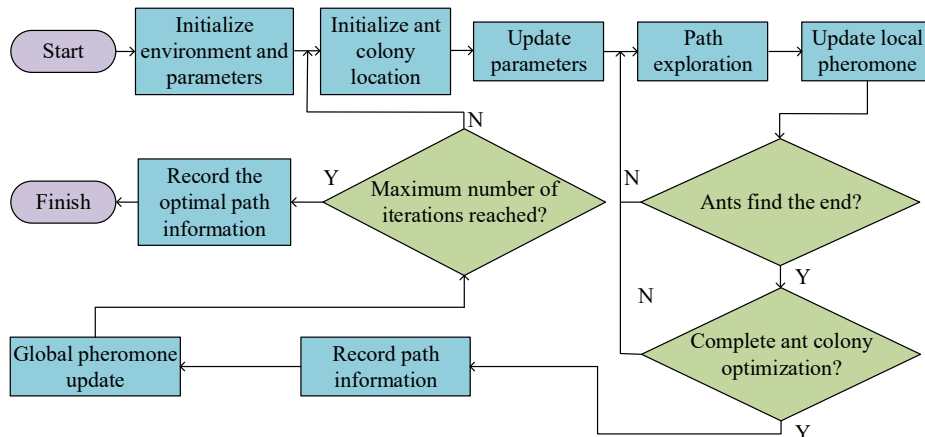 Start
Initialize
environment and
parameters
Initialize ant
colony
location
Update
parameters
Path
exploration
Update local
pheromone
N
Finish
Record the
optimal path
information
Y
Maximum number of
iterations reached?
N
Ants find the end?
Y
N
Global pheromone
update
Record path
information
Complete ant colony
optimization?
Y